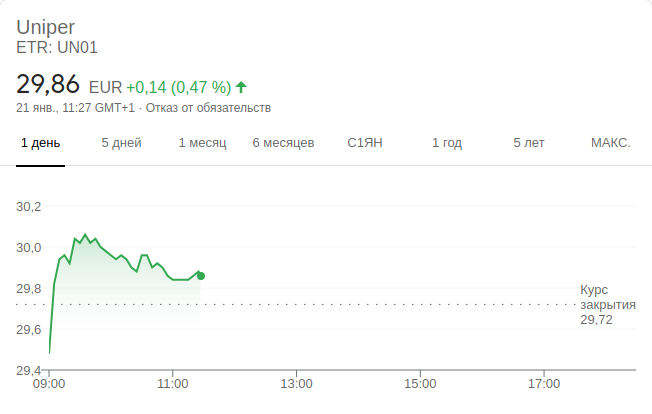 Uniper
ETR: UN01
29,86 EUR +0,14 (0,47 %)
21 янв., 11:27 GMT+1 · Отказ от обязательств
1 день 5 дней 1 месяц 6 месяцев С1ЯН 1 год 5 лет МАКС.
30,2
30,0
29,8
Курс
закрытия
29,72
29,6
29,4
09:00 11:00 13:00 15:00 17:00